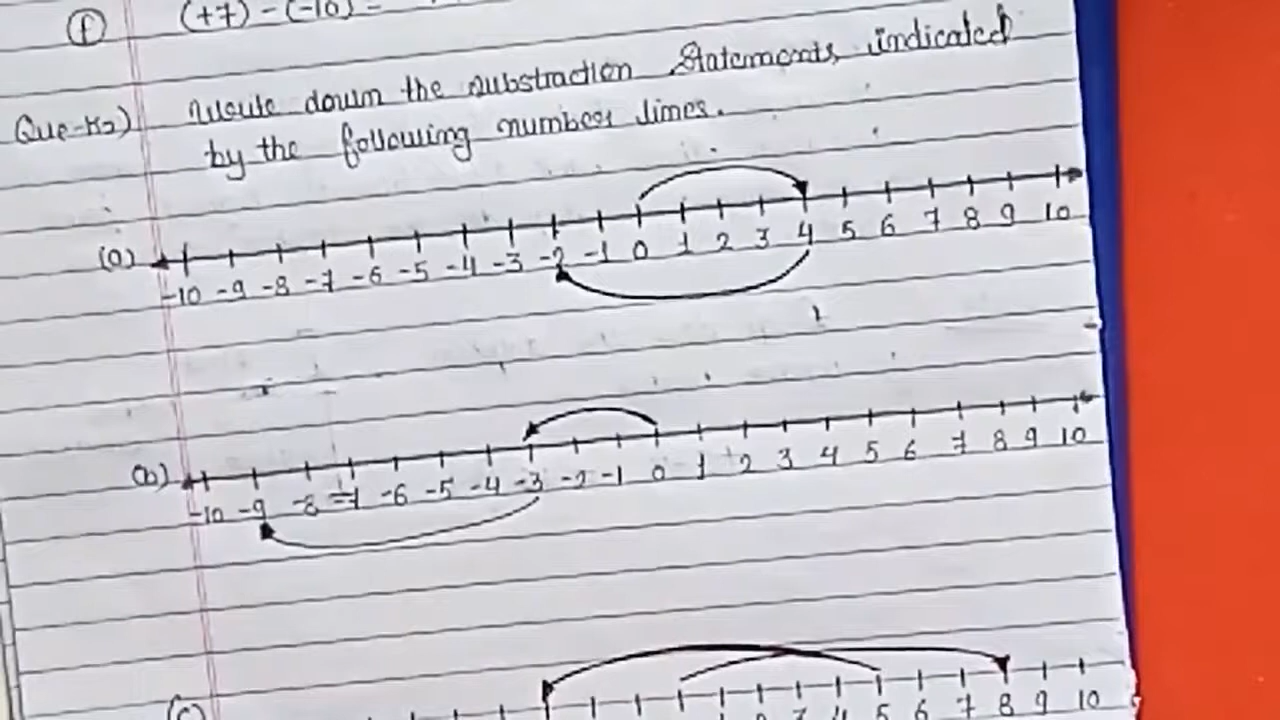 (f) (+7) - (-10) =
Que-K2) Write down the substraction Statements, indicated
by the following number lines.
(a) -10 -9 -8 -7 -6 -5 -4 -3 -2 -1 0 1 2 3 4 5 6 7 8 9 10
(b) -10 -9 -8 -7 -6 -5 -4 -3 -2 -1 0 1 2 3 4 5 6 7 8 9 10
(c) 4 5 6 7 8 9 10